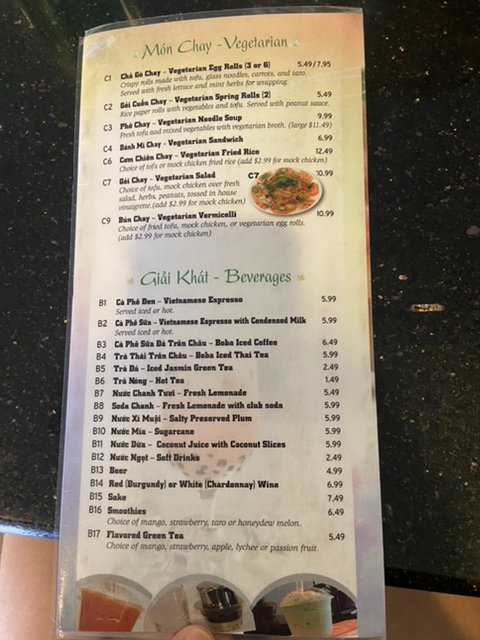 Món Chay - Vegetarian
C1 Chả Giò Chay – Vegetarian Egg Rolls (3 or 6) 5.49/7.95
Crispy rolls made with tofu, glass noodles, carrots, and taro.
Served with fresh lettuce and mint herbs for wrapping.
C2 Gỏi Cuốn Chay – Vegetarian Spring Rolls (2) 5.49
Rice paper rolls with vegetables and tofu. Served with peanut sauce.
C3 Phở Chay – Vegetarian Noodle Soup 9.99
Fresh tofu and mixed vegetables with vegetarian broth. (large $11.49)
C4 Bánh Mì Chay – Vegetarian Sandwich 6.99
C6 Cơm Chiên Chay – Vegetarian Fried Rice 12.49
Choice of tofu or mock chicken fried rice (add $2.99 for mock chicken)
C7 Gỏi Chay – Vegetarian Salad C7 10.99
Choice of tofu, mock chicken over fresh
salad, herbs, peanuts, tossed in house
vinaigrette.(add $2.99 for mock chicken)
C9 Bún Chay – Vegetarian Vermicelli 10.99
Choice of fried tofu, mock chicken, or vegetarian egg rolls.
(add $2.99 for mock chicken)
Giải Khát - Beverages
B1 Cà Phê Đen – Vietnamese Espresso 5.99
Served iced or hot.
B2 Cà Phê Sữa – Vietnamese Espresso with Condensed Milk 5.99
Served iced or hot.
B3 Cà Phê Sữa Đá Trân Châu – Boba Iced Coffee 6.49
B4 Trà Thái Trân Châu – Boba Iced Thai Tea 5.99
B5 Trà Đá – Iced Jasmin Green Tea 2.49
B6 Trà Nóng – Hot Tea 1.49
B7 Nước Chanh Tươi – Fresh Lemonade 5.49
B8 Soda Chanh – Fresh Lemonade with club soda 5.99
B9 Nước Xí Muội – Salty Preserved Plum 5.99
B10 Nước Mía – Sugarcane 5.99
B11 Nước Dừa – Coconut Juice with Coconut Slices 5.99
B12 Nước Ngọt – Soft Drinks 2.49
B13 Beer 4.99
B14 Red (Burgundy) or White (Chardonnay) Wine 6.99
B15 Sake 7.49
B16 Smoothies 6.49
Choice of mango, strawberry, taro or honeydew melon.
B17 Flavored Green Tea 5.49
Choice of mango, strawberry, apple, lychee or passion fruit.